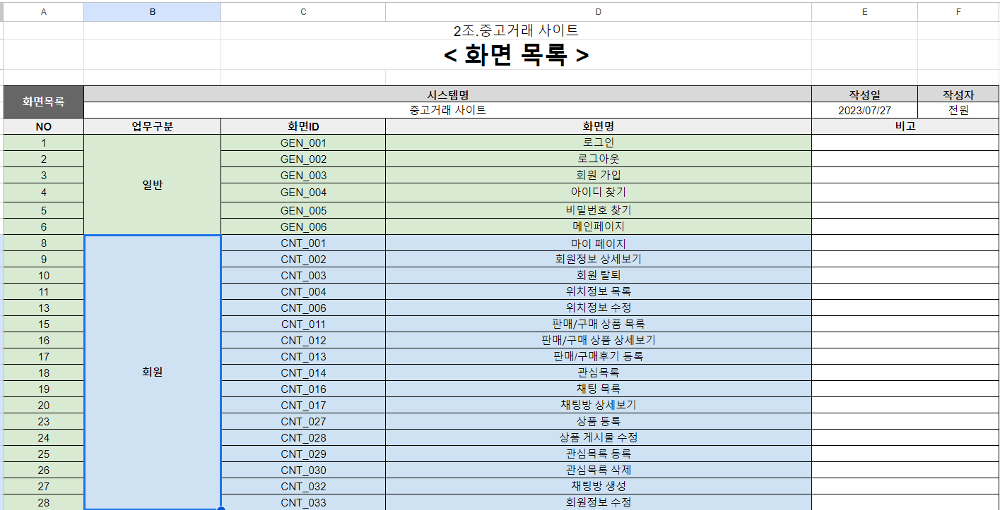 A B C D E F
2조.중고거래 사이트
< 화면 목록 >
화면목록 시스템명 작성일 작성자
중고거래 사이트 2023/07/27 전원
NO 업무구분 화면ID 화면명 비고
1 GEN_001 로그인
2 GEN_002 로그아웃
3 GEN_003 회원 가입
일반
4 GEN_004 아이디 찾기
5 GEN_005 비밀번호 찾기
6 GEN_006 메인페이지
8 CNT_001 마이 페이지
9 CNT_002 회원정보 상세보기
10 CNT_003 회원 탈퇴
11 CNT_004 위치정보 목록
13 CNT_006 위치정보 수정
15 CNT_011 판매/구매 상품 목록
16 CNT_012 판매/구매 상품 상세보기
17 CNT_013 판매/구매후기 등록
18 회원 CNT_014 관심목록
19 CNT_016 채팅 목록
20 CNT_017 채팅방 상세보기
23 CNT_027 상품 등록
24 CNT_028 상품 게시물 수정
25 CNT_029 관심목록 등록
26 CNT_030 관심목록 삭제
27 CNT_032 채팅방 생성
28 CNT_033 회원정보 수정